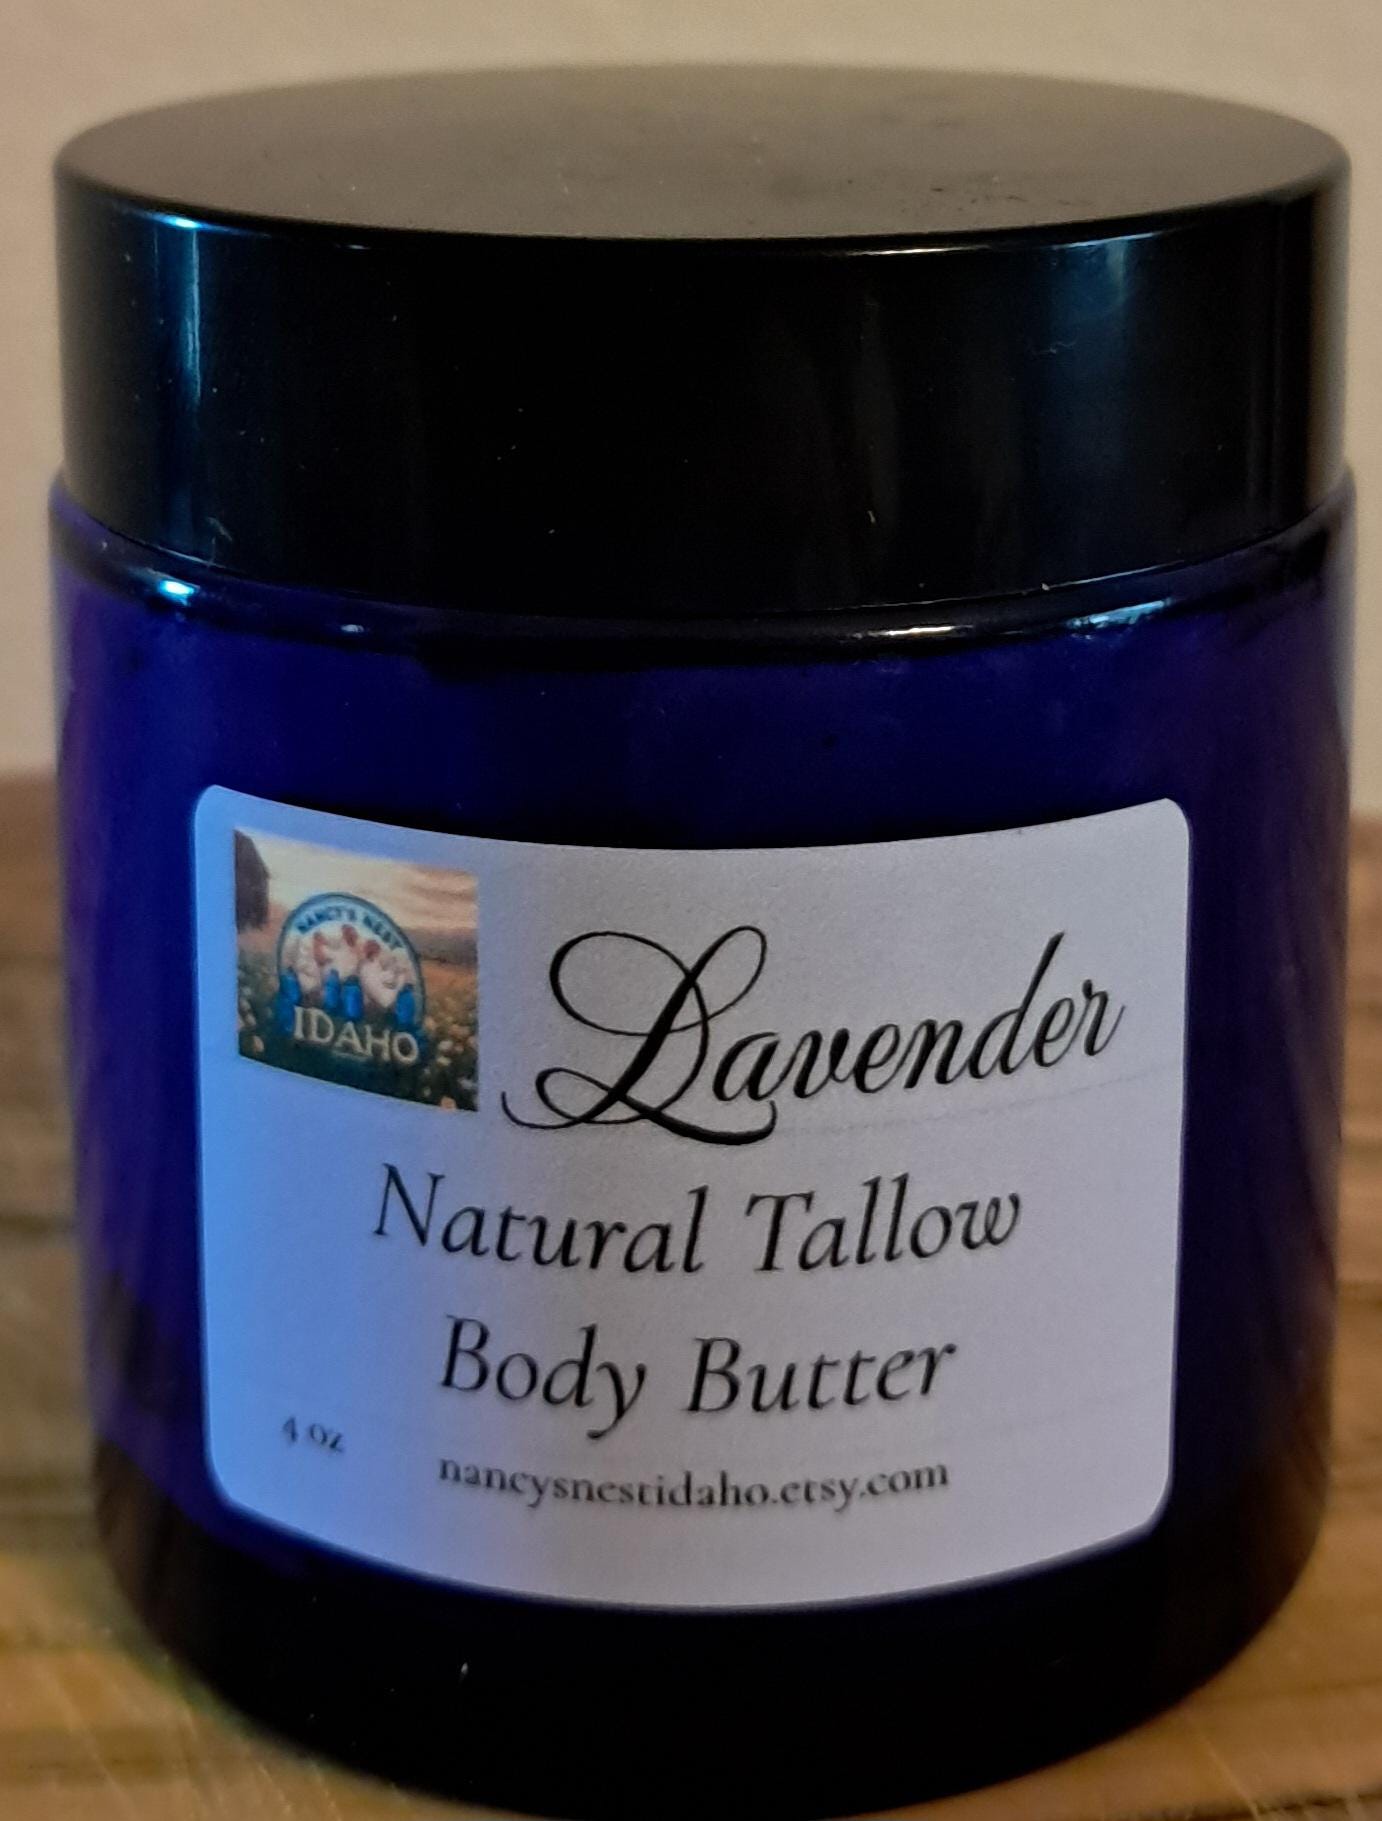 NANCY'S NEST
IDAHO
Lavender
Natural Tallow
Body Butter
4 oz
nancysnestidaho.etsy.com